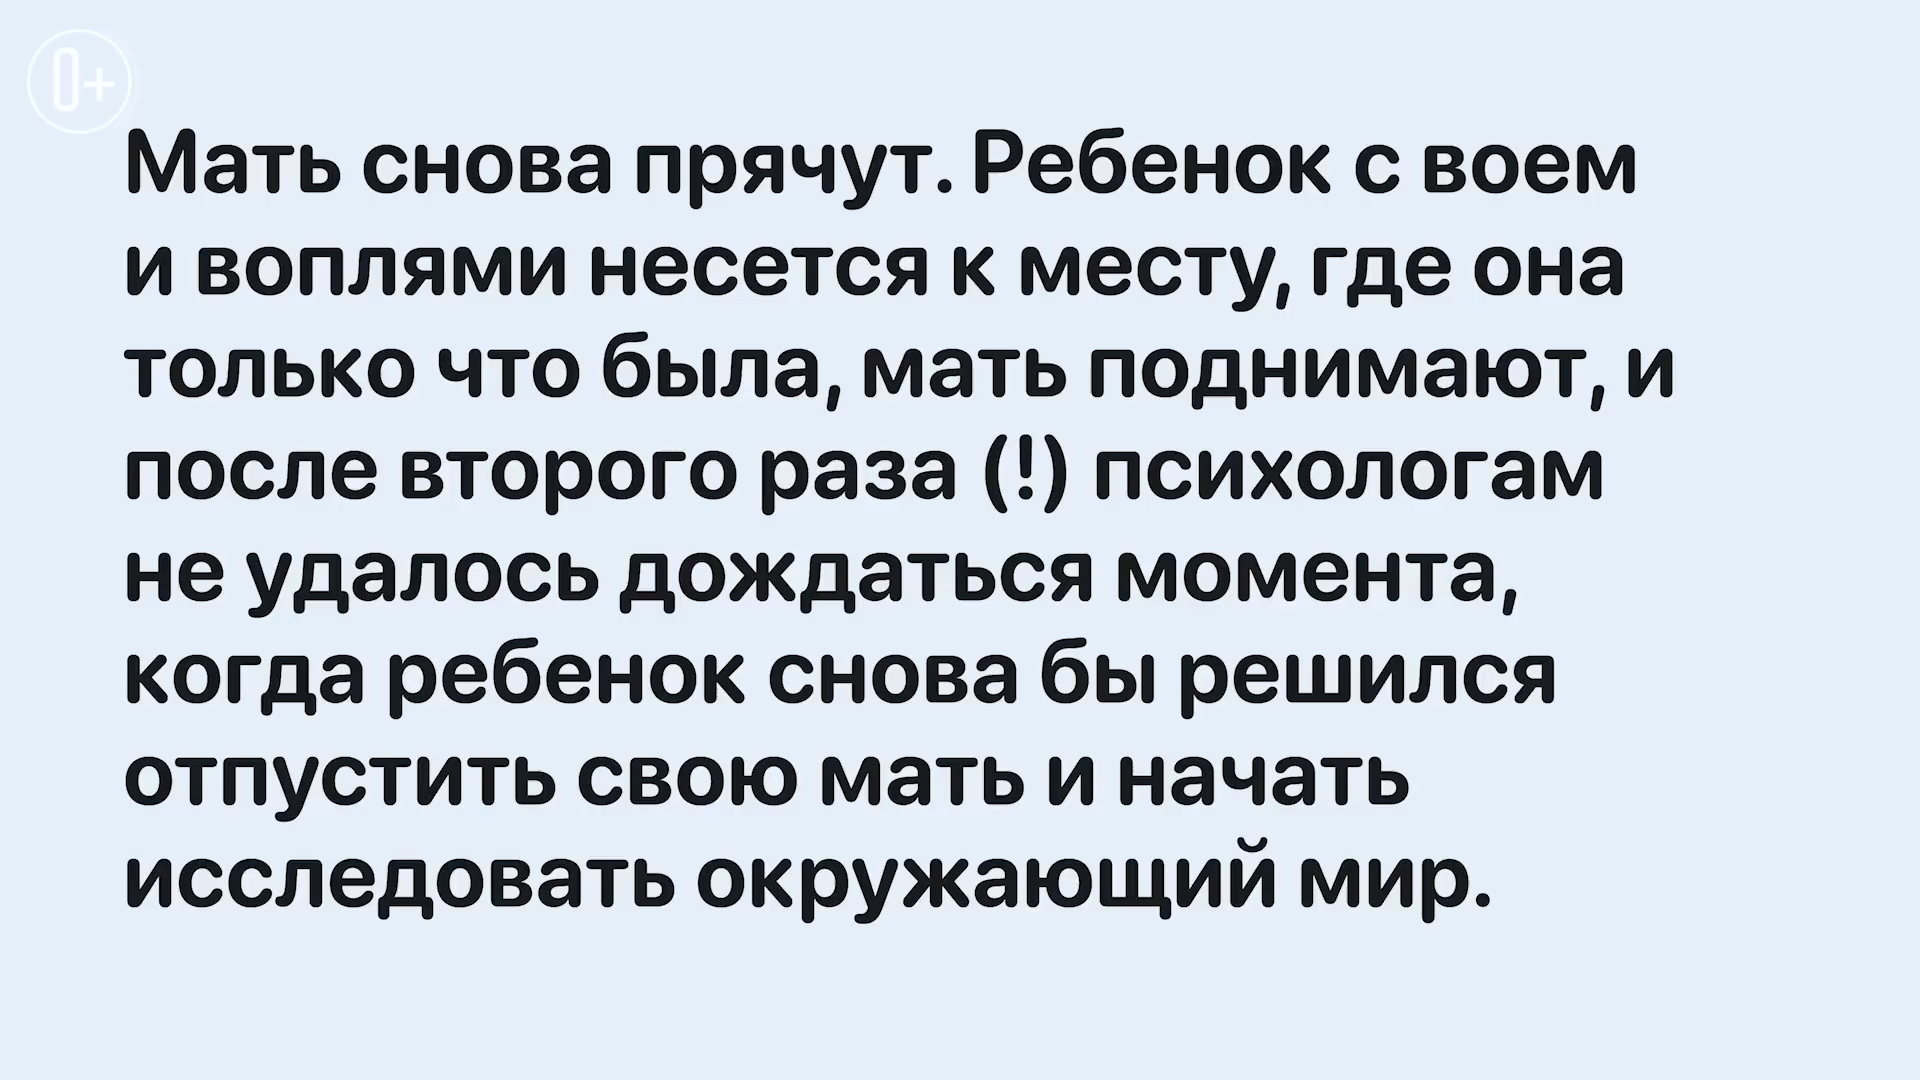 0+
Мать снова прячут. Ребенок с воем
и воплями несется к месту, где она
только что была, мать поднимают, и
после второго раза (!) психологам
не удалось дождаться момента,
когда ребенок снова бы решился
отпустить свою мать и начать
исследовать окружающий мир.